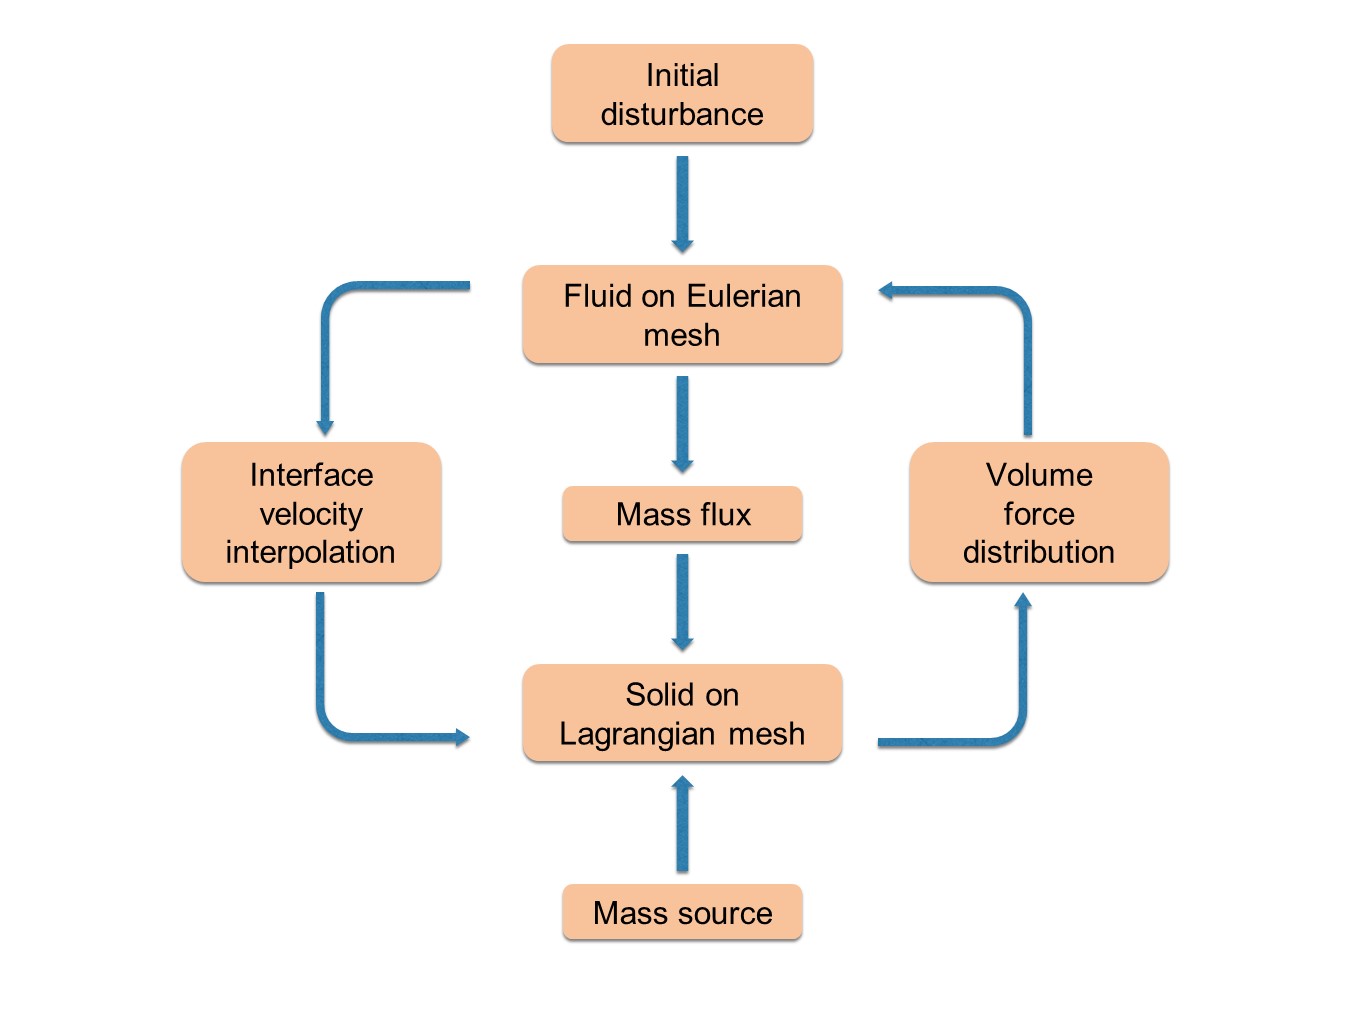 Initial
disturbance
Fluid on Eulerian
mesh
Interface
velocity
interpolation
Mass flux
Volume
force
distribution
Solid on
Lagrangian mesh
Mass source